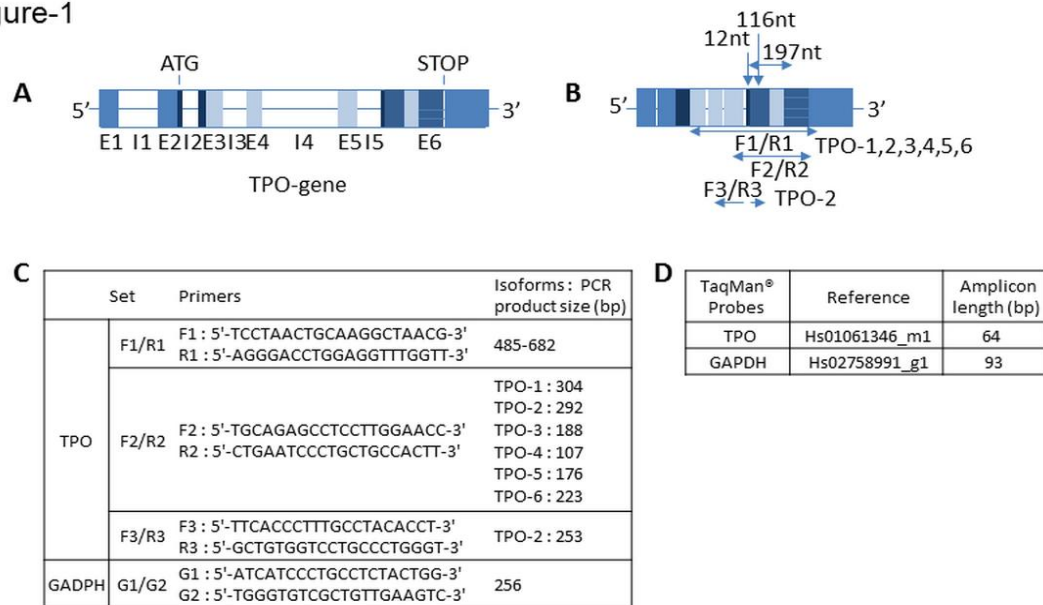 gure-1
A
ATG
STOP
5’
3’
E1 I1 E2I2E3I3E4 I4 E5I5 E6
TPO-gene
B
116nt
12nt
197nt
5’
3’
F1/R1 TPO-1,2,3,4,5,6
F2/R2
F3/R3 TPO-2
C
Set Primers Isoforms : PCR
product size (bp)
TPO
F1/R1
F1 : 5'-TCCTAACTGCAAGGCTAACG-3'
R1 : 5'-AGGGACCTGGAGGTTTGGTT-3'
485-682
F2/R2
F2 : 5'-TGCAGAGCCTCCTTGGAACC-3'
R2 : 5'-CTGAATCCCTGCTGCCACTT-3'
TPO-1 : 304
TPO-2 : 292
TPO-3 : 188
TPO-4 : 107
TPO-5 : 176
TPO-6 : 223
F3/R3
F3 : 5'-TTCACCCTTTGCCTACACCT-3'
R3 : 5'-GCTGTGGTCCTGCCCTGGGT-3'
TPO-2 : 253
GADPH
G1/G2
G1 : 5'-ATCATCCCTGCCTCTACTGG-3'
G2 : 5'-TGGGTGTCGCTGTTGAAGTC-3'
256
D
TaqMan®
Probes
Reference
Amplicon
length (bp)
TPO Hs01061346_m1 64
GAPDH Hs02758991_g1 93